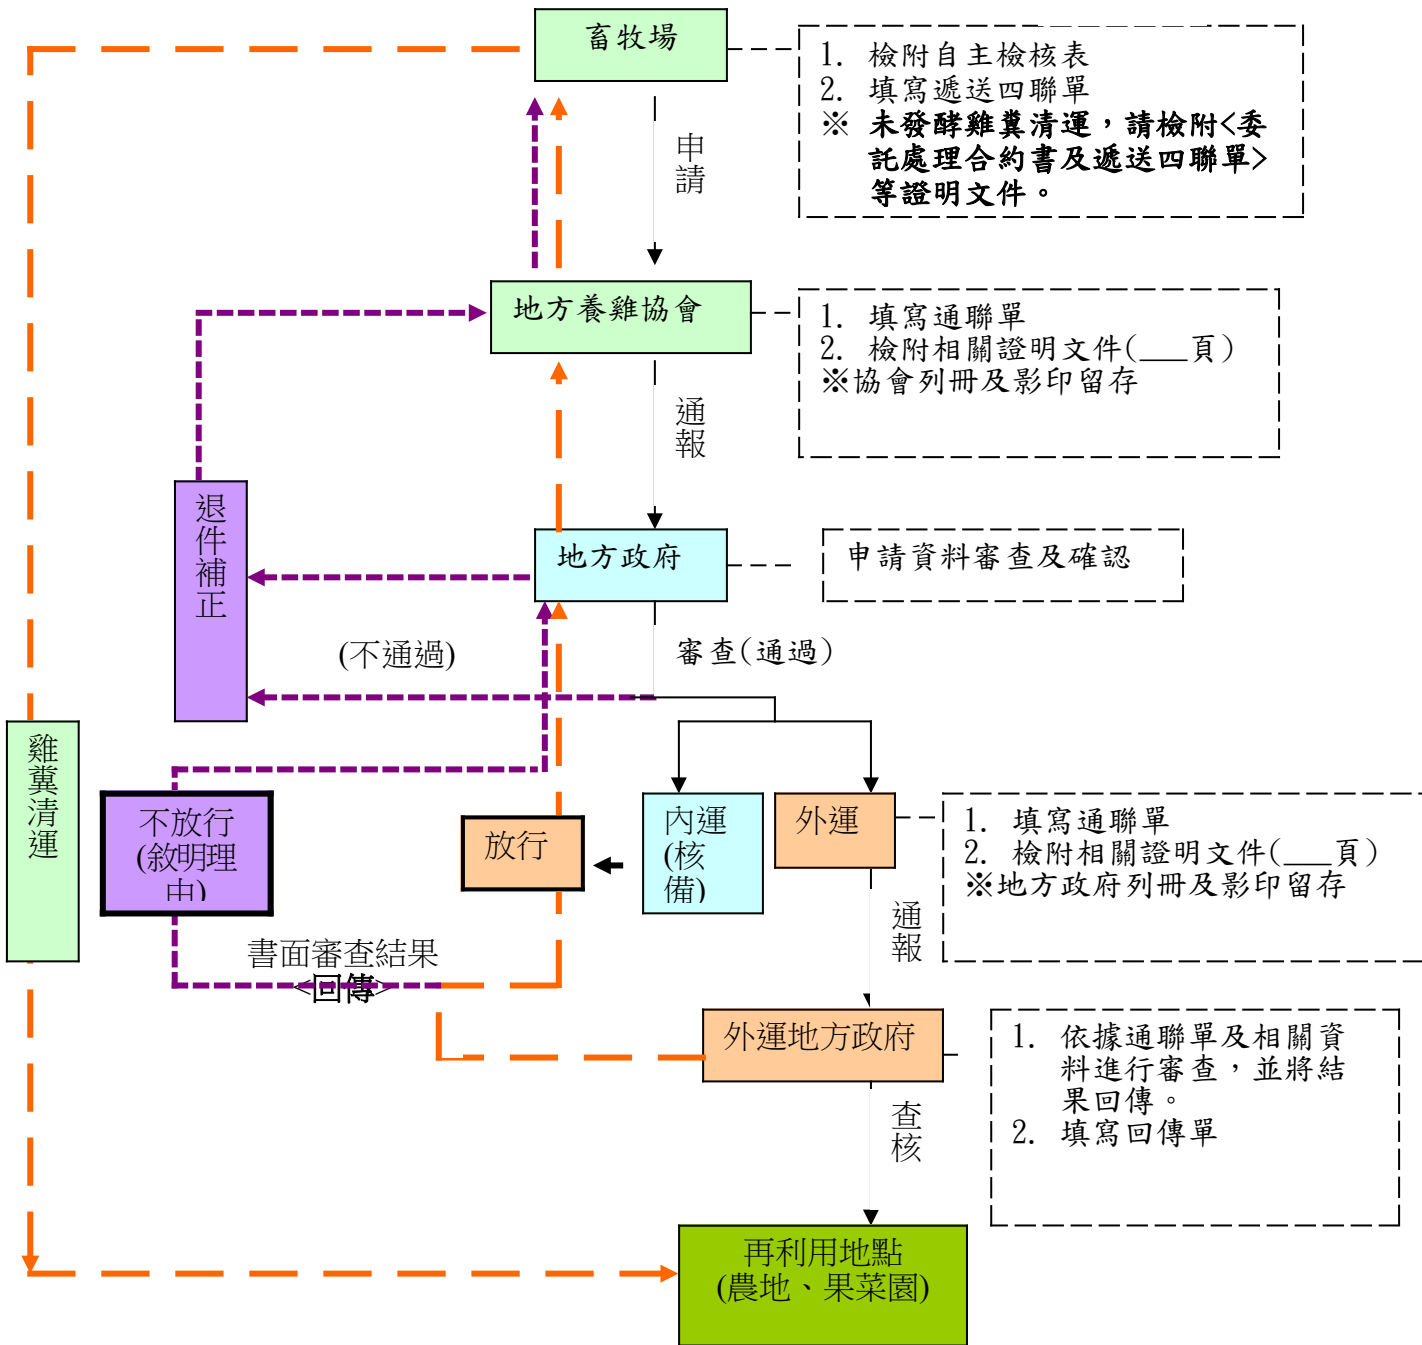 畜牧場
1. 檢附自主檢核表
2. 填寫遞送四聯單
※ 未發酵雞糞清運，請檢附<委
託處理合約書及遞送四聯單>
等證明文件。
申請
地方養雞協會
1. 填寫通聯單
2. 檢附相關證明文件(___頁)
※協會列冊及影印留存
通報
退件補正
地方政府
申請資料審查及確認
(不通過)
審查(通過)
雞糞清運
不放行
(敘明理
由)
放行
內運
(核
備)
外運
1. 填寫通聯單
2. 檢附相關證明文件(___頁)
※地方政府列冊及影印留存
通報
書面審查結果
<回傳>
外運地方政府
1. 依據通聯單及相關資
料進行審查，並將結
果回傳。
2. 填寫回傳單
查核
再利用地點
(農地、果菜園)